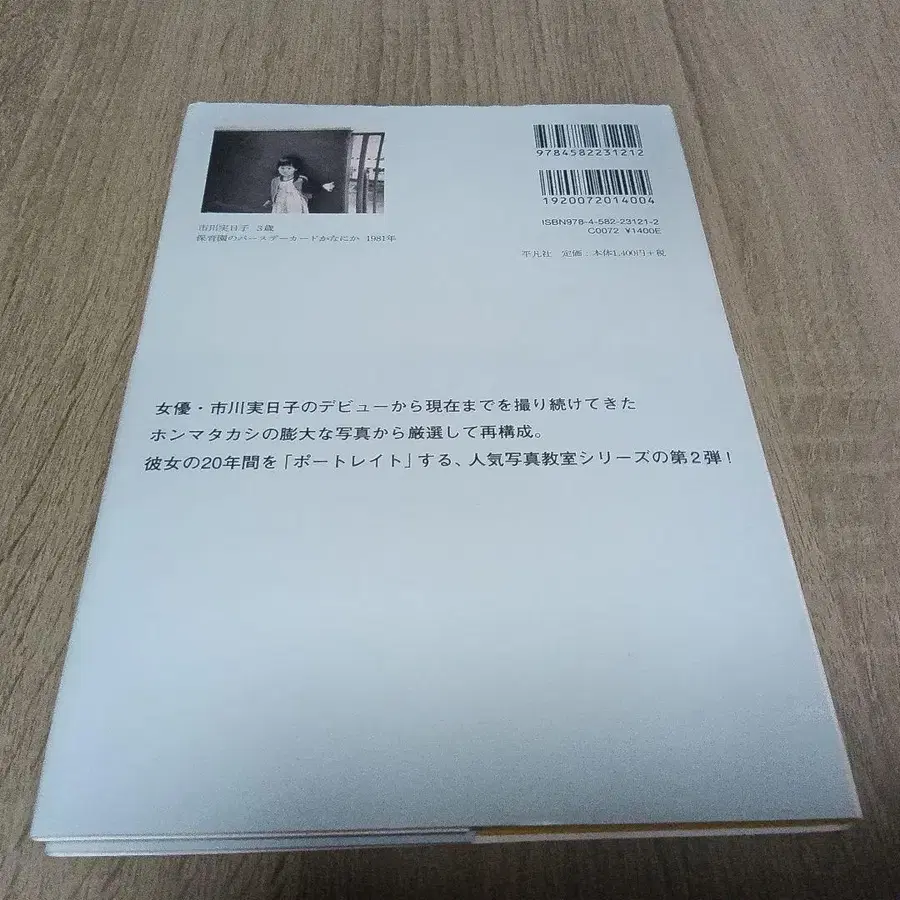 市川実日子 3歳
保育園のバースデーカードかなにか 1981年
9784582231212
1920072014004
ISBN978-4-582-23121-2
C0072 ¥1400E
平凡社 定価：本体1,400円+税
女優・市川実日子のデビューから現在までを撮り続けてきた
ホンマタカシの膨大な写真から厳選して再構成。
彼女の20年間を「ポートレイト」する、人気写真教室シリーズの第2弾！